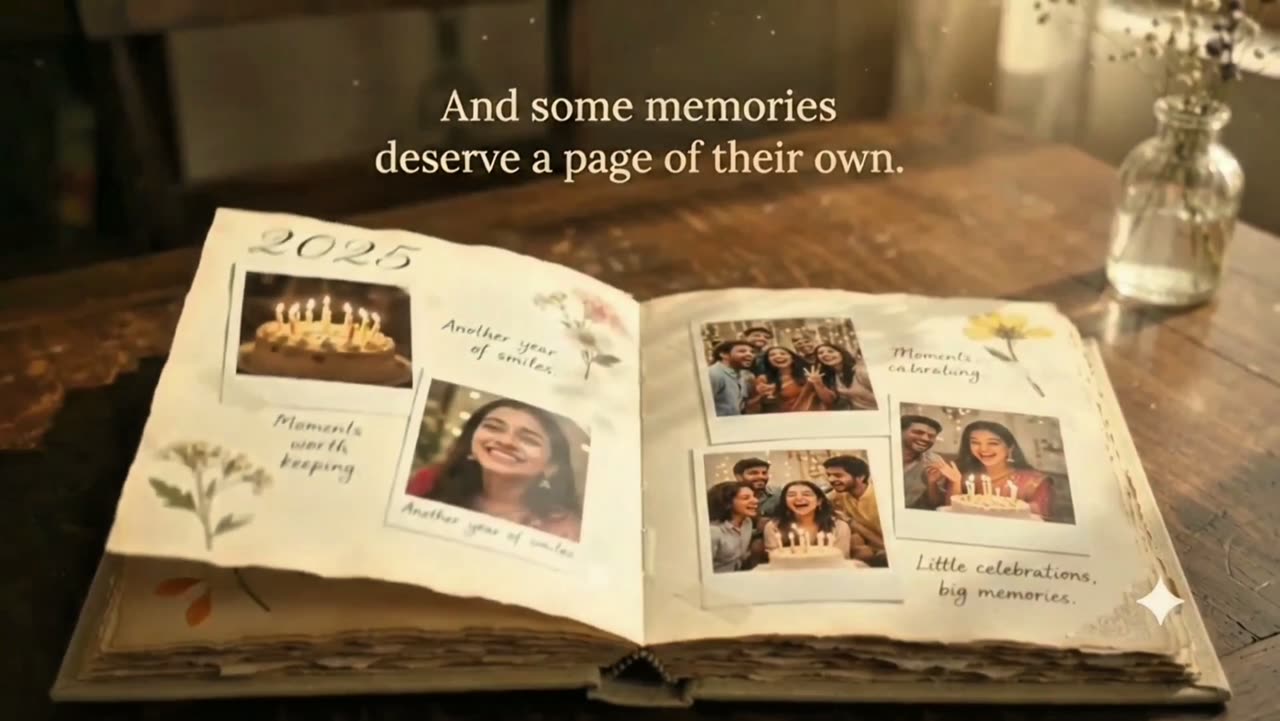 And some memories
deserve a page of their own.
2025
Another year
of smiles.
Moments
worth
keeping
Another year of smiles
Moments
Little celebrations,
big memories.